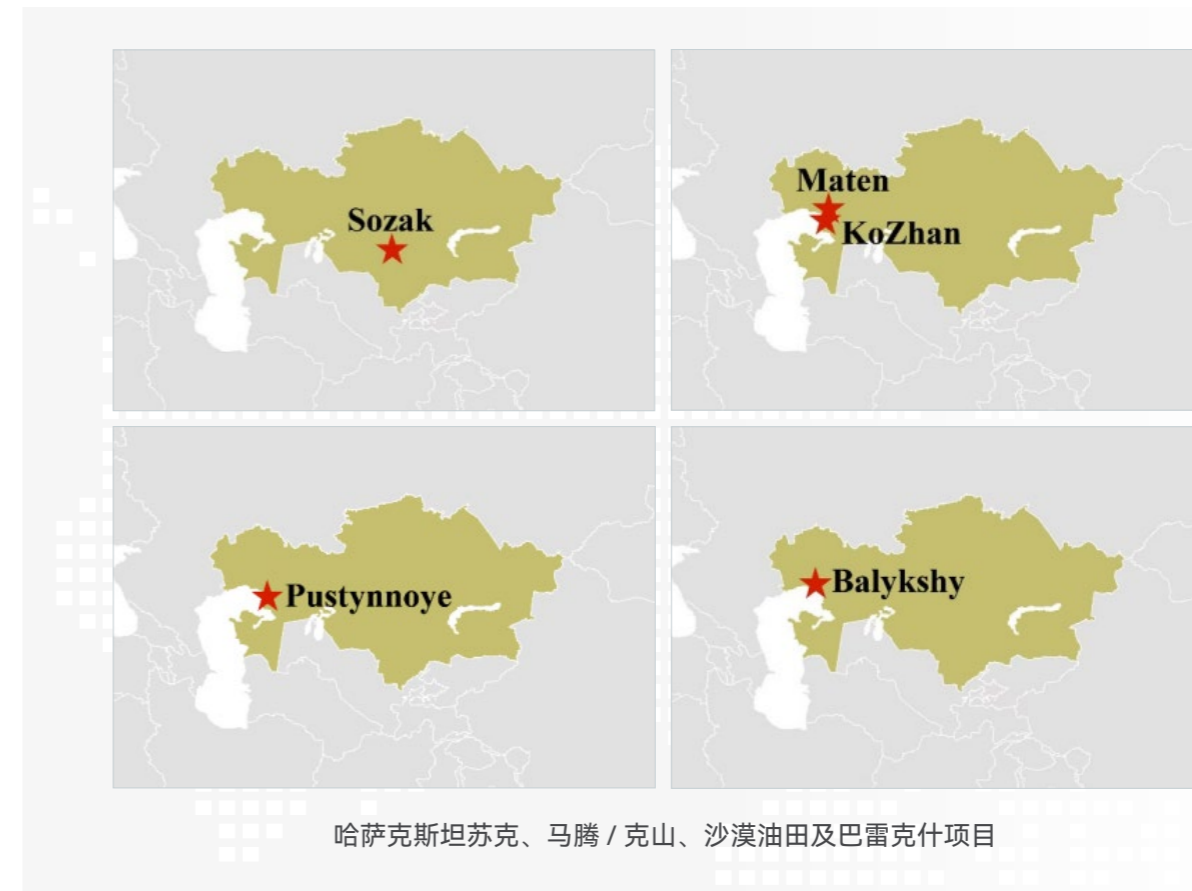 Sozak
Maten
KoZhan
Pustynnoye
Balykshy
哈萨克斯坦苏克、马腾 / 克山、沙漠油田及巴雷克什项目